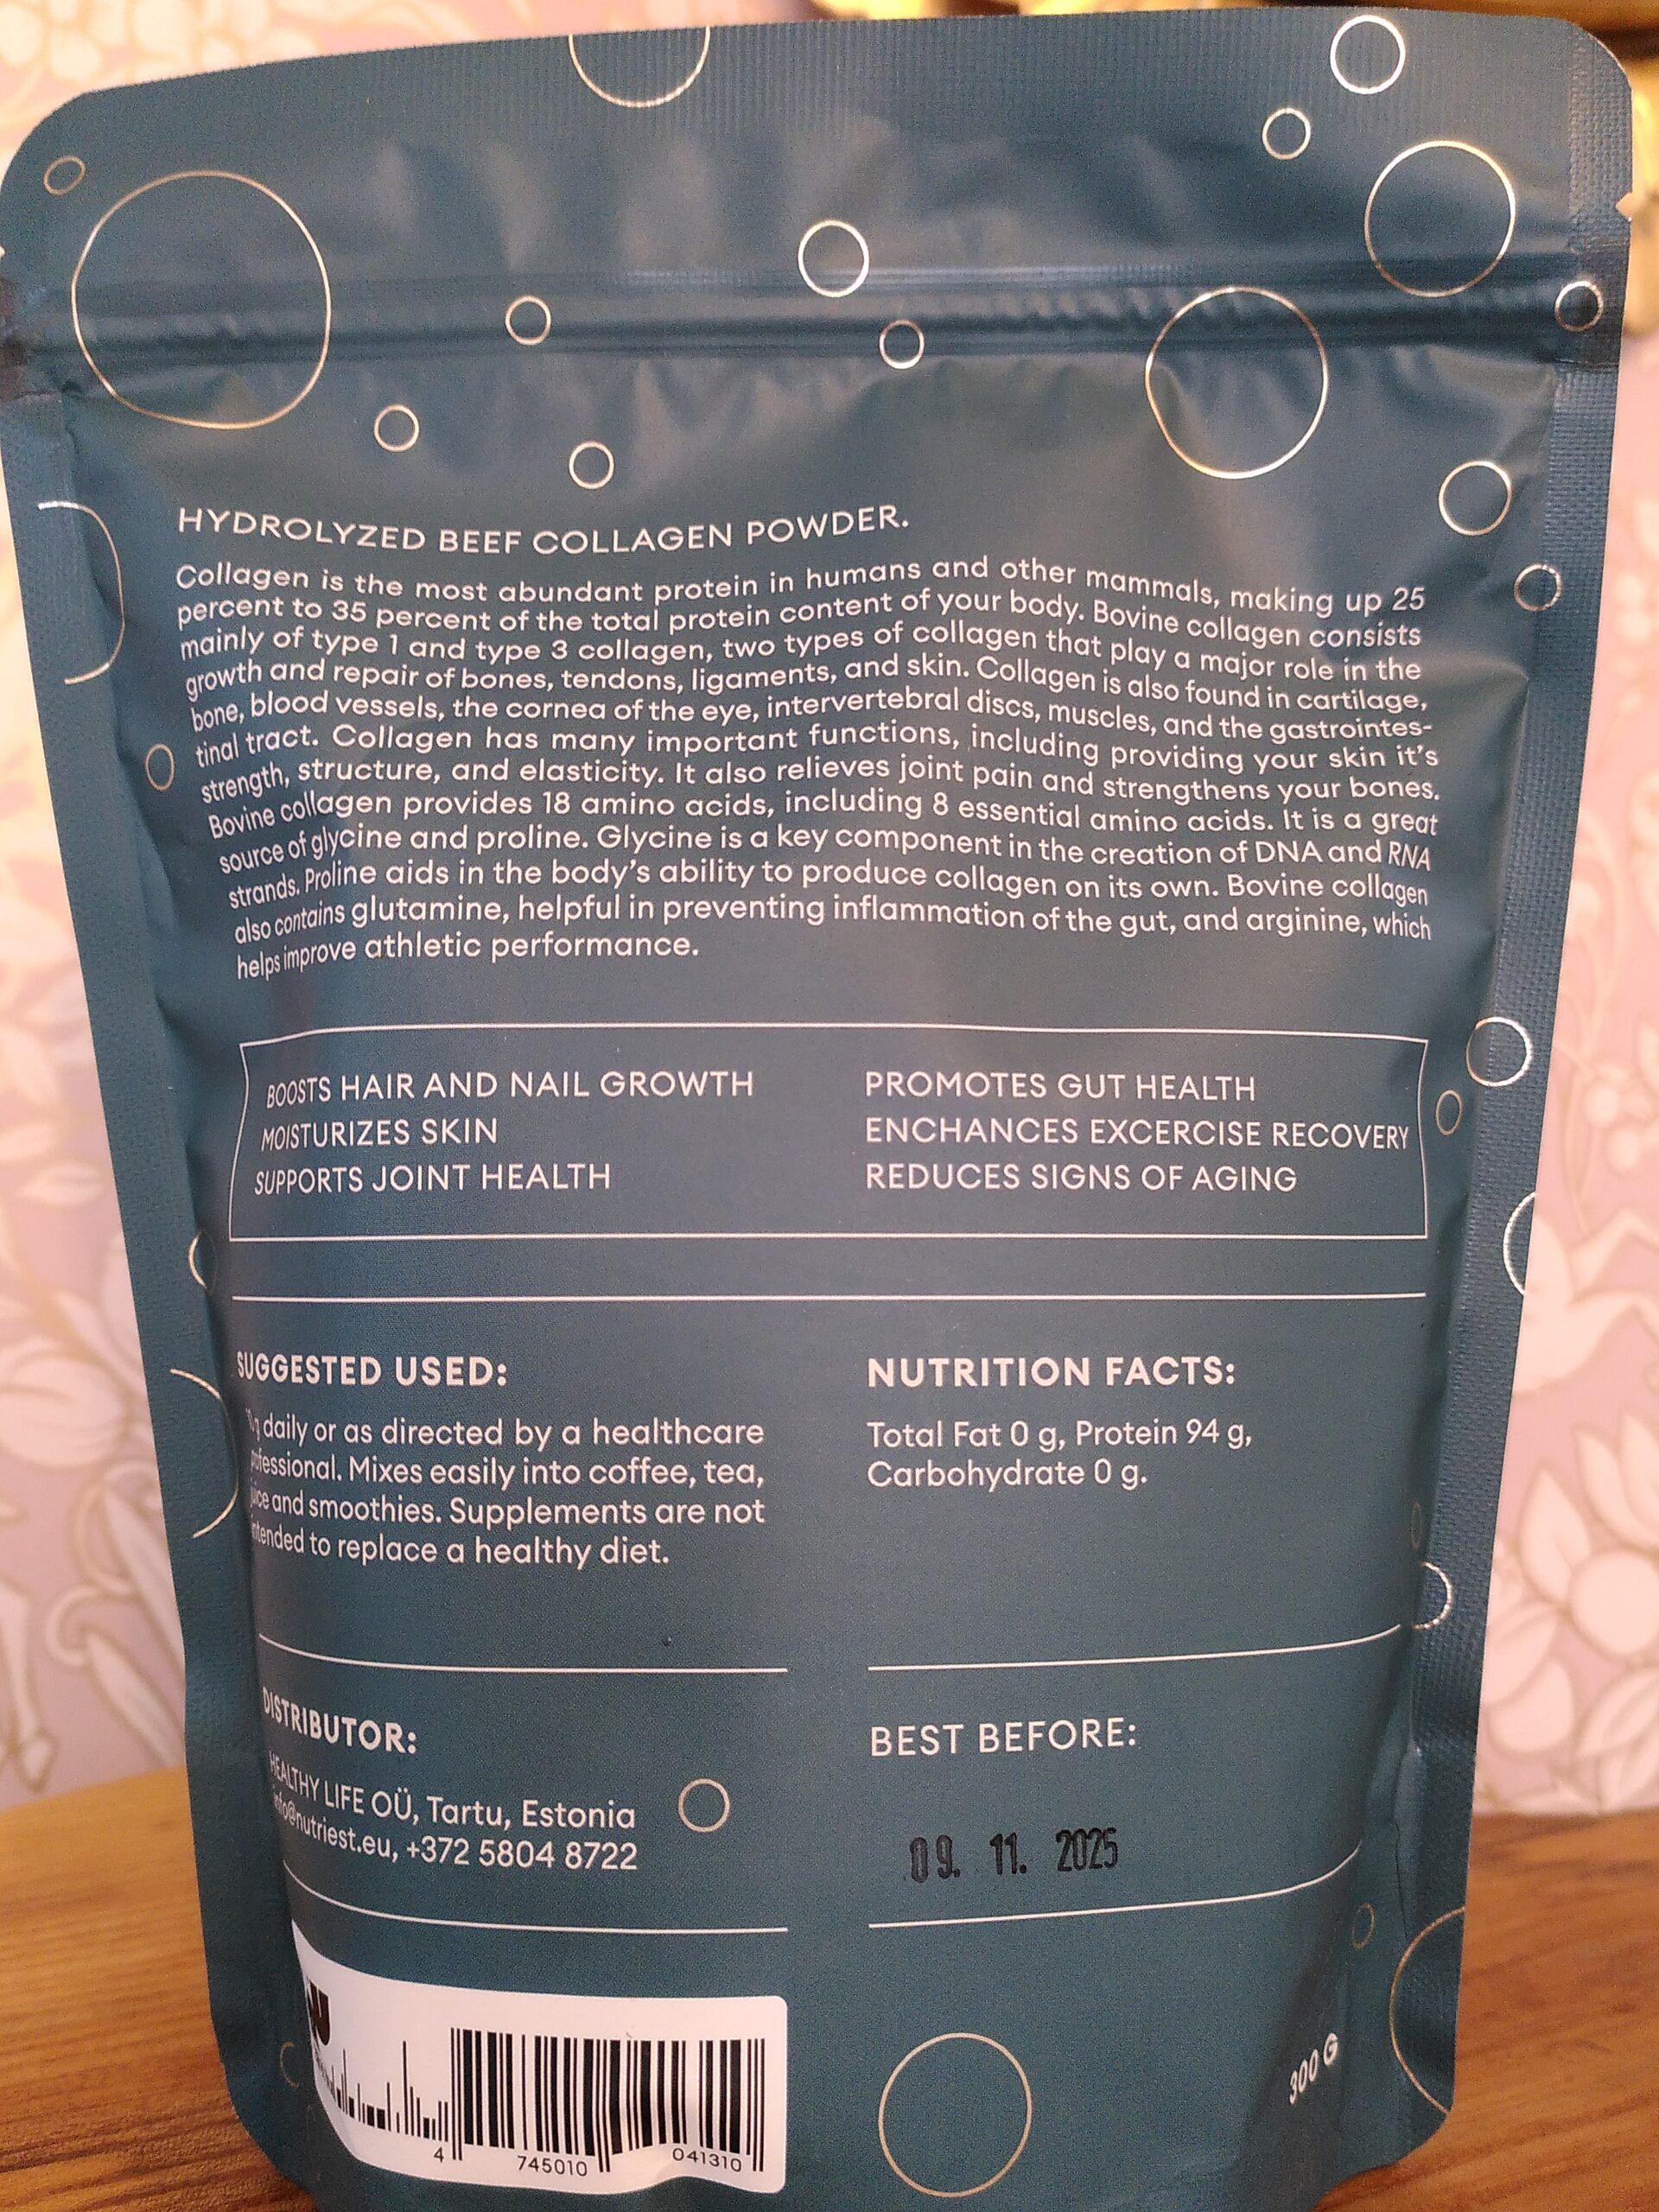 HYDROLYZED BEEF COLLAGEN POWDER.
Collagen is the most abundant protein in humans and other mammals, making up 25
percent to 35 percent of the total protein content of your body. Bovine collagen consists
mainly of type 1 and type 3 collagen, two types of collagen that play a major role in the
growth and repair of bones, tendons, ligaments, and skin. Collagen is also found in cartilage,
bone, blood vessels, the cornea of the eye, intervertebral discs, muscles, and the gastrointes-
tinal tract. Collagen has many important functions, including providing your skin it's
strength, structure, and elasticity. It also relieves joint pain and strengthens your bones.
Bovine collagen provides 18 amino acids, including 8 essential amino acids. It is a great
source of glycine and proline. Glycine is a key component in the creation of DNA and RNA
strands. Proline aids in the body's ability to produce collagen on its own. Bovine collagen
also contains glutamine, helpful in preventing inflammation of the gut, and arginine, which
helps improve athletic performance.
BOOSTS HAIR AND NAIL GROWTH
MOISTURIZES SKIN
SUPPORTS JOINT HEALTH
PROMOTES GUT HEALTH
ENCHANCES EXCERCISE RECOVERY
REDUCES SIGNS OF AGING
SUGGESTED USED:
daily or as directed by a healthcare
professional. Mixes easily into coffee, tea,
juice and smoothies. Supplements are not
intended to replace a healthy diet.
NUTRITION FACTS:
Total Fat 0 g, Protein 94 g,
Carbohydrate 0 g.
DISTRIBUTOR:
HEALTHY LIFE OÜ, Tartu, Estonia
info@nutriest.eu, +372 5804 8722
BEST BEFORE:
09. 11. 2025
4 745010 041310
300 G